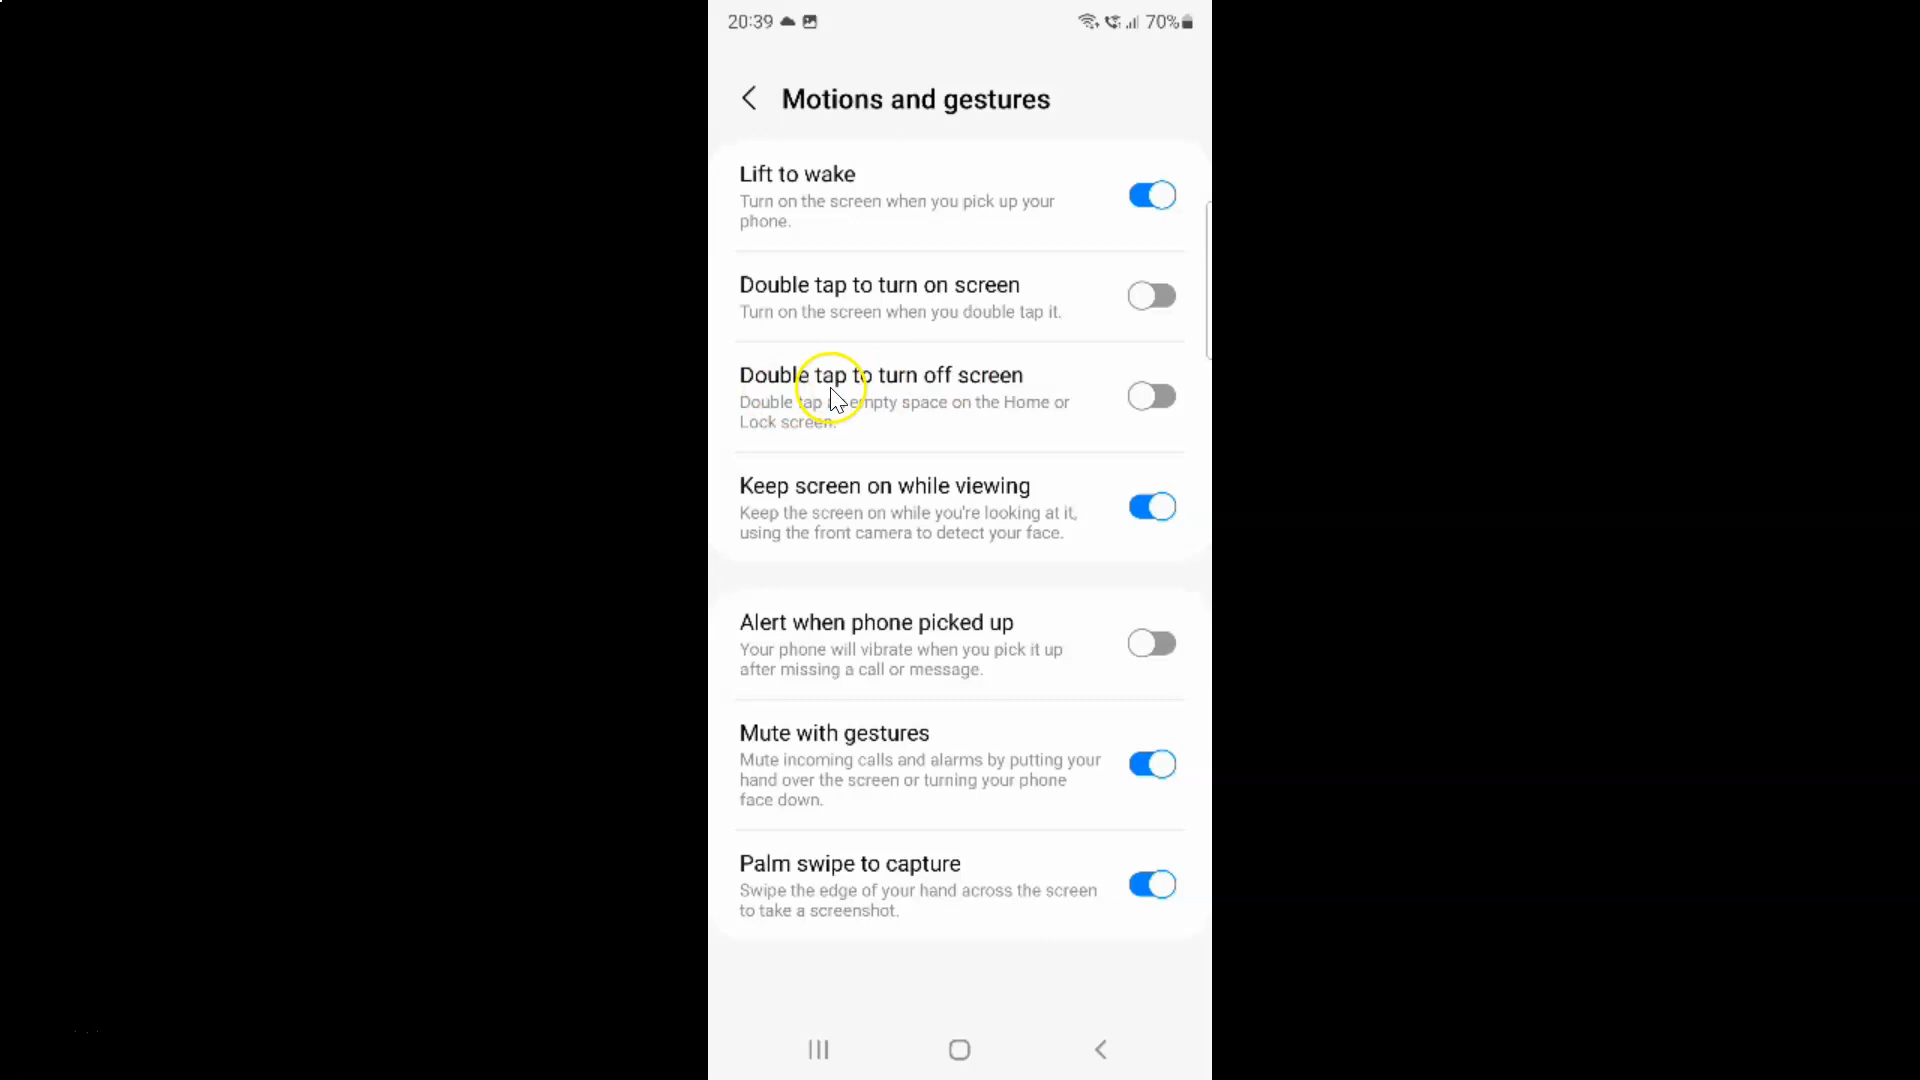 20:39
70%
Motions and gestures
Lift to wake
Turn on the screen when you pick up your
phone.
Double tap to turn on screen
Turn on the screen when you double tap it.
Double tap to turn off screen
Double tap empty space on the Home or
Lock screen.
Keep screen on while viewing
Keep the screen on while you're looking at it,
using the front camera to detect your face.
Alert when phone picked up
Your phone will vibrate when you pick it up
after missing a call or message.
Mute with gestures
Mute incoming calls and alarms by putting your
hand over the screen or turning your phone
face down.
Palm swipe to capture
Swipe the edge of your hand across the screen
to take a screenshot.